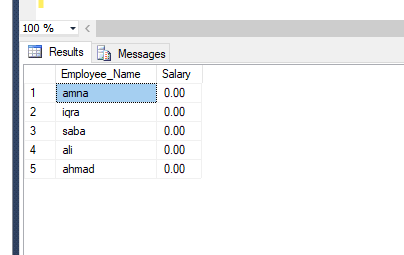 100 %
Results Messages
Employee_Name Salary
1 amna 0.00
2 iqra 0.00
3 saba 0.00
4 ali 0.00
5 ahmad 0.00